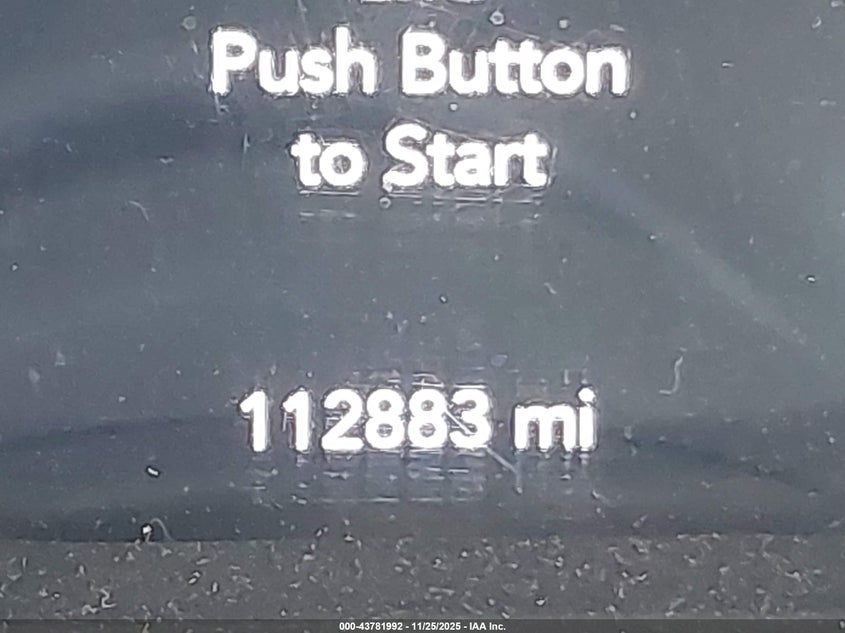 Push Button
to Start
112883 mi
000-43781992 - 11/25/2025 - IAA Inc.